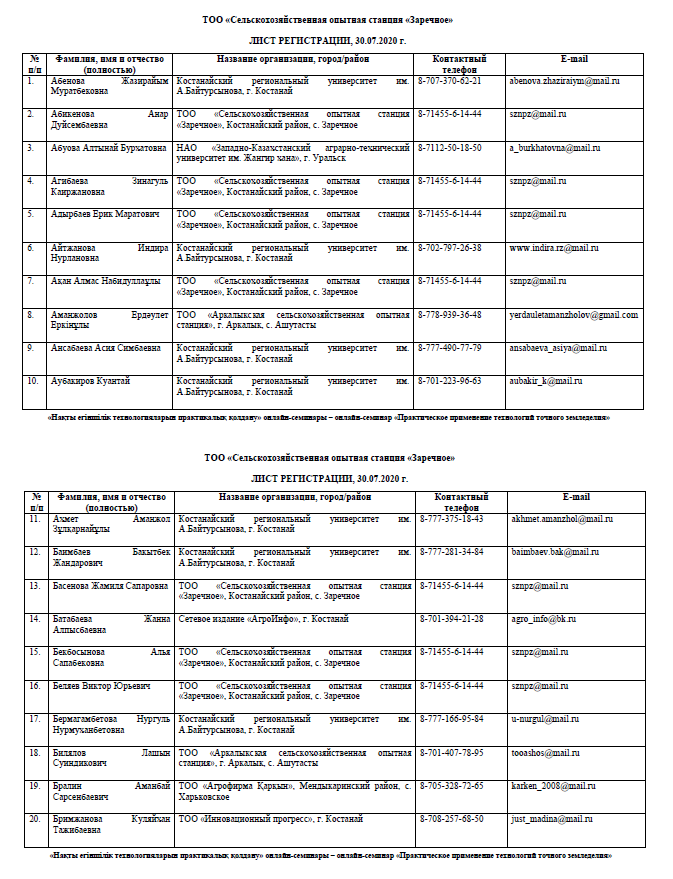 ТОО «Сельскохозяйственная опытная станция «Заречное»
ЛИСТ РЕГИСТРАЦИИ, 30.07.2020 г.
№ п/п Фамилия, имя и отчество (полностью) Название организации, город/район Контактный телефон E-mail
1. Абенова Жазирайым Муратбековна Костанайский региональный университет им. А.Байтурсынова, г. Костанай 8-707-370-62-21 abenova.zhaziraiym@mail.ru
2. Абикенова Анар Дуйсембаевна ТОО «Сельскохозяйственная опытная станция «Заречное», Костанайский район, с. Заречное 8-71455-6-14-44 sznpz@mail.ru
3. Абуова Алтынай Бурхатовна НАО «Западно-Казахстанский аграрно-технический университет им. Жангир хана», г. Уральск 8-7112-50-18-50 a_burkhatovna@mail.ru
4. Агибаева Зинагуль Каиржановна ТОО «Сельскохозяйственная опытная станция «Заречное», Костанайский район, с. Заречное 8-71455-6-14-44 sznpz@mail.ru
5. Адырбаев Ерик Маратович ТОО «Сельскохозяйственная опытная станция «Заречное», Костанайский район, с. Заречное 8-71455-6-14-44 sznpz@mail.ru
6. Айтжанова Индира Нурлановна Костанайский региональный университет им. А.Байтурсынова, г. Костанай 8-702-797-26-38 www.indira.rz@mail.ru
7. Ақан Алмас Набидуллаұлы ТОО «Сельскохозяйственная опытная станция «Заречное», Костанайский район, с. Заречное 8-71455-6-14-44 sznpz@mail.ru
8. Аманжолов Ердәулет Еркінұлы ТОО «Аркалыкская сельскохозяйственная опытная станция», г. Аркалык, с. Ашутасты 8-778-939-36-48 yerdauletamanzholov@gmail.com
9. Ансабаева Асия Симбаевна Костанайский региональный университет им. А.Байтурсынова, г. Костанай 8-777-490-77-79 ansabaeva_asiya@mail.ru
10. Аубакиров Куантай Костанайский региональный университет им. А.Байтурсынова, г. Костанай 8-701-223-96-63 aubakir_k@mail.ru
«Нақты егіншілік технологияларын практикалық қолдану» онлайн-семинары – онлайн-семинар «Практическое применение технологий точного земледелия»
ТОО «Сельскохозяйственная опытная станция «Заречное»
ЛИСТ РЕГИСТРАЦИИ, 30.07.2020 г.
№ п/п Фамилия, имя и отчество (полностью) Название организации, город/район Контактный телефон E-mail
11. Ахмет Аманжол Зұлқарнайұлы Костанайский региональный университет им. А.Байтурсынова, г. Костанай 8-777-375-18-43 akhmet.amanzhol@mail.ru
12. Баимбаев Бакытбек Жандарович Костанайский региональный университет им. А.Байтурсынова, г. Костанай 8-777-281-34-84 baimbaev.bak@mail.ru
13. Басенова Жамиля Сапаровна ТОО «Сельскохозяйственная опытная станция «Заречное», Костанайский район, с. Заречное 8-71455-6-14-44 sznpz@mail.ru
14. Батабаева Жанна Алпысбаевна Сетевое издание «АгроИнфо», г. Костанай 8-701-394-21-28 agro_info@bk.ru
15. Бекбосынова Алья Сапабековна ТОО «Сельскохозяйственная опытная станция «Заречное», Костанайский район, с. Заречное 8-71455-6-14-44 sznpz@mail.ru
16. Беляев Виктор Юрьевич ТОО «Сельскохозяйственная опытная станция «Заречное», Костанайский район, с. Заречное 8-71455-6-14-44 sznpz@mail.ru
17. Бермагамбетова Нургуль Нурмуханбетовна Костанайский региональный университет им. А.Байтурсынова, г. Костанай 8-777-166-95-84 u-nurgul@mail.ru
18. Билялов Лашын Суиндикович ТОО «Аркалыкская сельскохозяйственная опытная станция», г. Аркалык, с. Ашутасты 8-701-407-78-95 tooashos@mail.ru
19. Бралин Аманбай Сарсенбаевич ТОО «Агрофирма Қарқын», Мендыкаринский район, с. Харьковское 8-705-328-72-65 karken_2008@mail.ru
20. Бримжанова Куляйхан Тажибаевна ТОО «Инновационный прогресс», г. Костанай 8-708-257-68-50 just_madina@mail.ru
«Нақты егіншілік технологияларын практикалық қолдану» онлайн-семинары – онлайн-семинар «Практическое применение технологий точного земледелия»